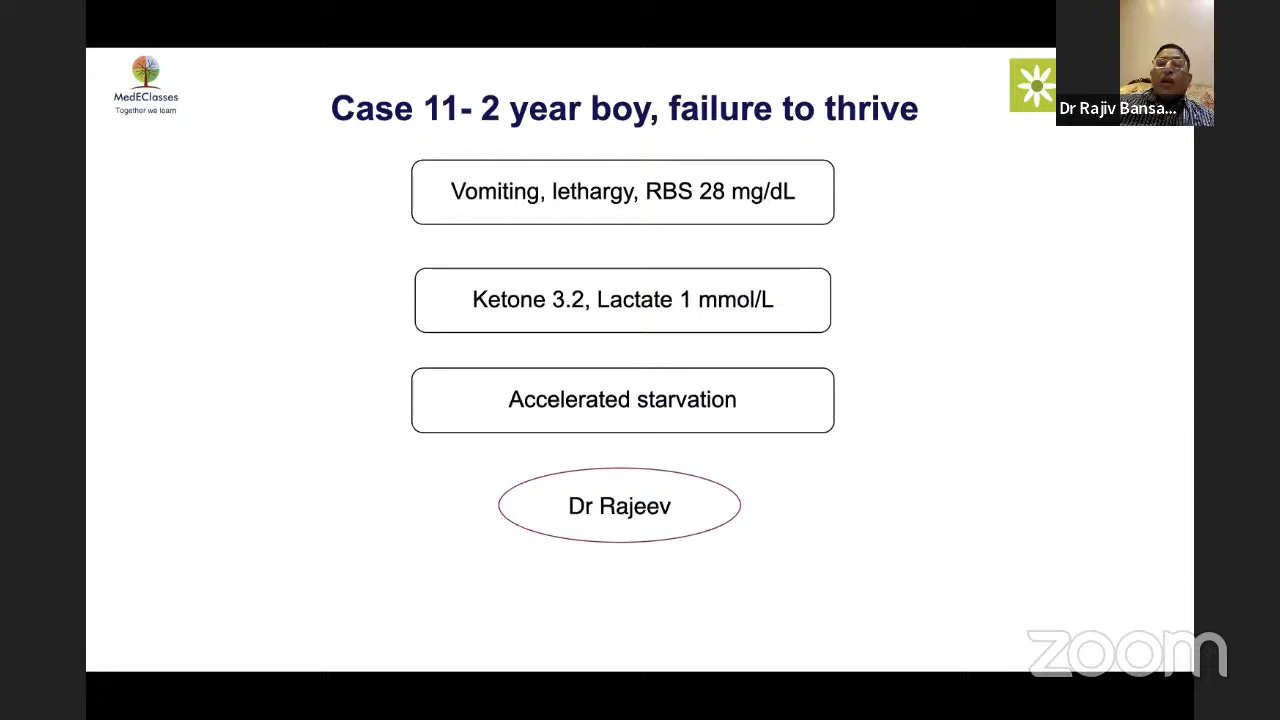 MedEClasses
Together we learn
Case 11- 2 year boy, failure to thrive
Dr Rajiv Bansa...
Vomiting, lethargy, RBS 28 mg/dL
Ketone 3.2, Lactate 1 mmol/L
Accelerated starvation
Dr Rajeev
zoom